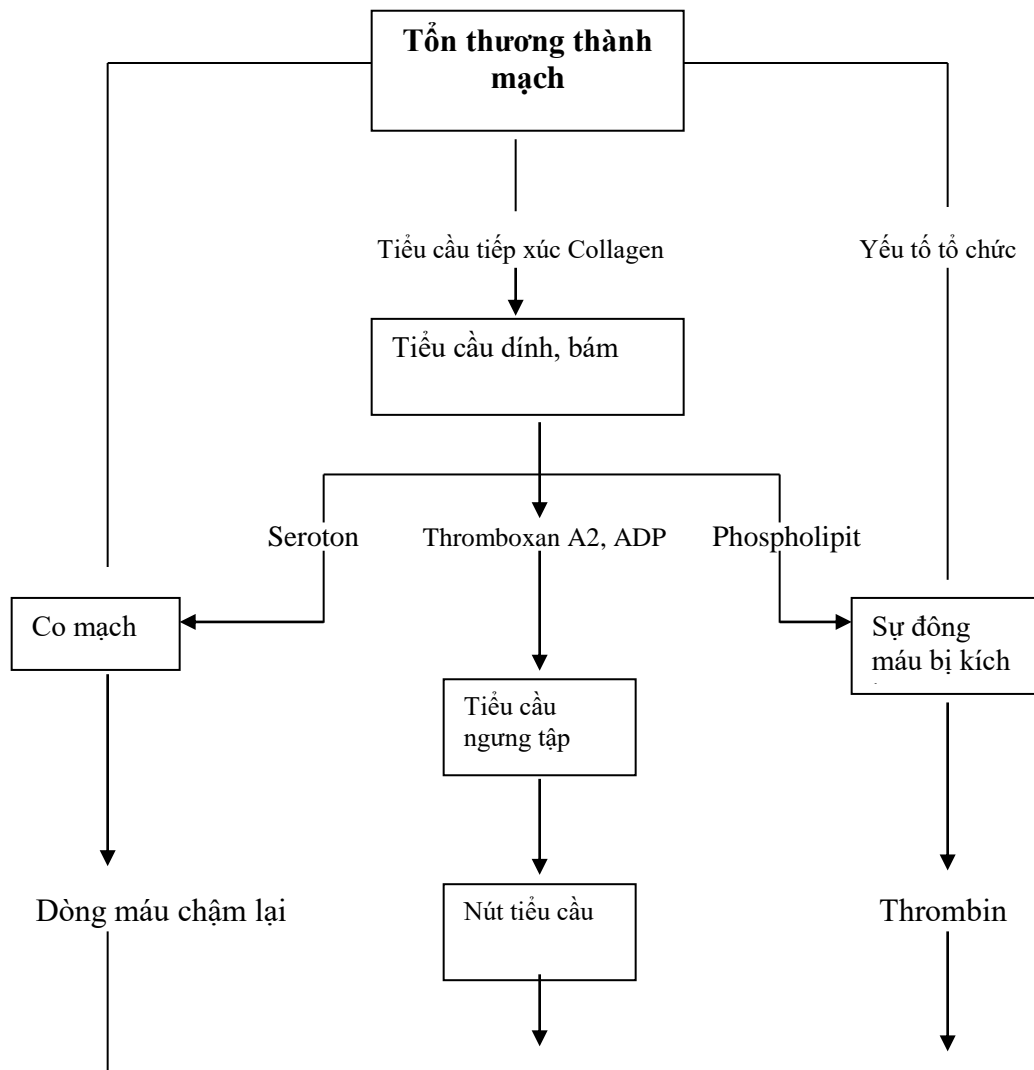 Tổn thương thành
mạch
Tiểu cầu tiếp xúc Collagen
Yếu tố tổ chức
Tiểu cầu dính, bám
Seroton
Thromboxan A2, ADP
Phospholipit
Co mạch
Sự đông
máu bị kích
Tiểu cầu
ngưng tập
Dòng máu chậm lại
Nút tiểu cầu
Thrombin